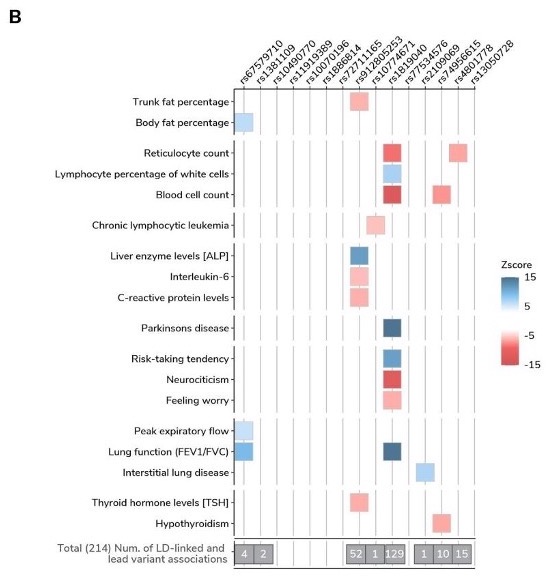 B
rs67579710
rs1381109
rs10490770
rs11919389
rs10070196
rs1886814
rs72711165
rs912805253
rs10774671
rs1819040
rs77534576
rs2109069
rs74956615
rs4801778
rs13050728
Trunk fat percentage
Body fat percentage
Reticulocyte count
Lymphocyte percentage of white cells
Blood cell count
Chronic lymphocytic leukemia
Liver enzyme levels [ALP]
Interleukin-6
C-reactive protein levels
Parkinsons disease
Risk-taking tendency
Neurociticism
Feeling worry
Peak expiratory flow
Lung function (FEV1/FVC)
Interstitial lung disease
Thyroid hormone levels [TSH]
Hypothyroidism
Zscore
15
5
-5
-15
Total (214) Num. of LD-linked and
lead variant associations
4 2 52 1 129 1 10 15